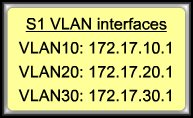 S1 VLAN interfaces
VLAN10: 172.17.10.1
VLAN20: 172.17.20.1
VLAN30: 172.17.30.1